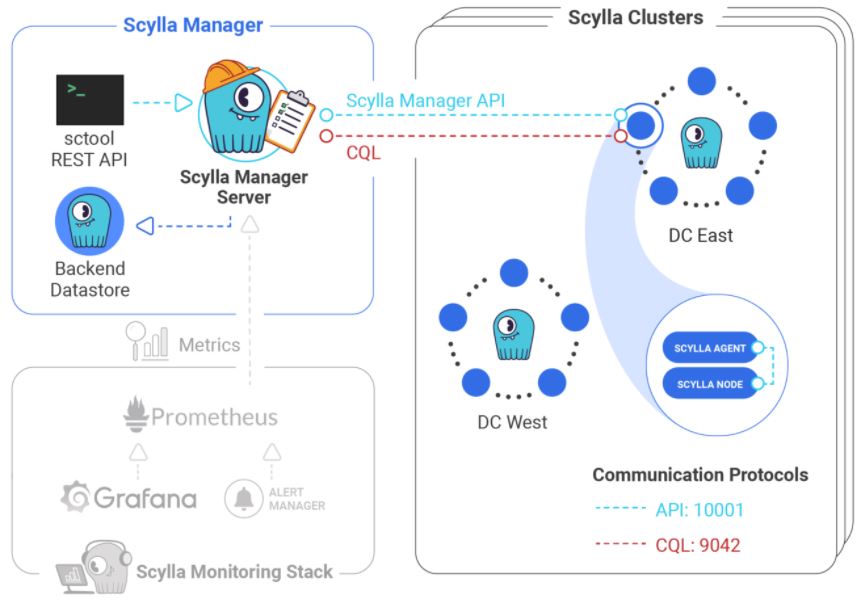 Scylla Manager
>_
sctool
REST API
Scylla Manager
Server
Backend
Datastore
Scylla Manager API
CQL
Metrics
Prometheus
Grafana
ALERT
MANAGER
Scylla Monitoring Stack
Scylla Clusters
DC East
DC West
SCYLLA AGENT
SCYLLA NODE
Communication Protocols
API: 10001
CQL: 9042